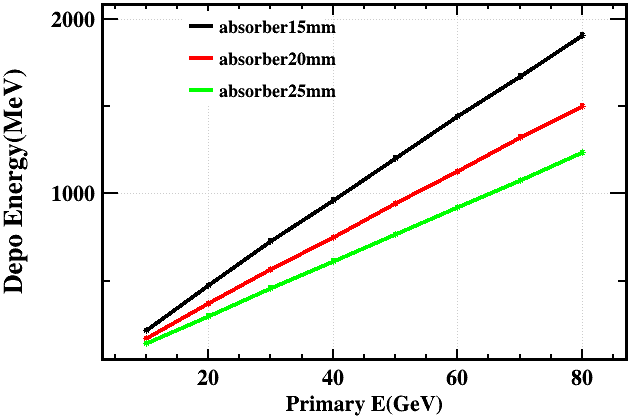 2000
1000
Depo Energy(MeV)
absorber15mm
absorber20mm
absorber25mm
20 40 60 80
Primary E(GeV)